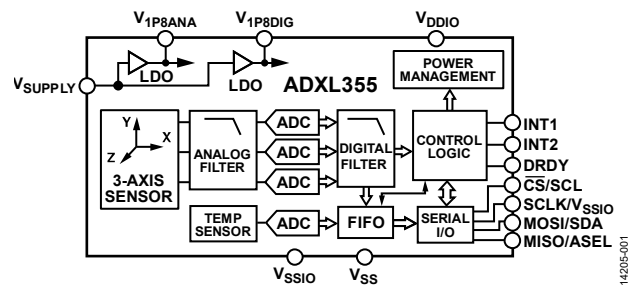 V1P8ANA
V1P8DIG
VDDIO
VSUPPLY
LDO
LDO
ADXL355
POWER
MANAGEMENT
Y
X
Z
3-AXIS
SENSOR
ANALOG
FILTER
ADC
ADC
ADC
DIGITAL
FILTER
CONTROL
LOGIC
INT1
INT2
DRDY
TEMP
SENSOR
ADC
FIFO
SERIAL
I/O
CS/SCL
SCLK/VSSIO
MOSI/SDA
MISO/ASEL
VSSIO
VSS
14205-001